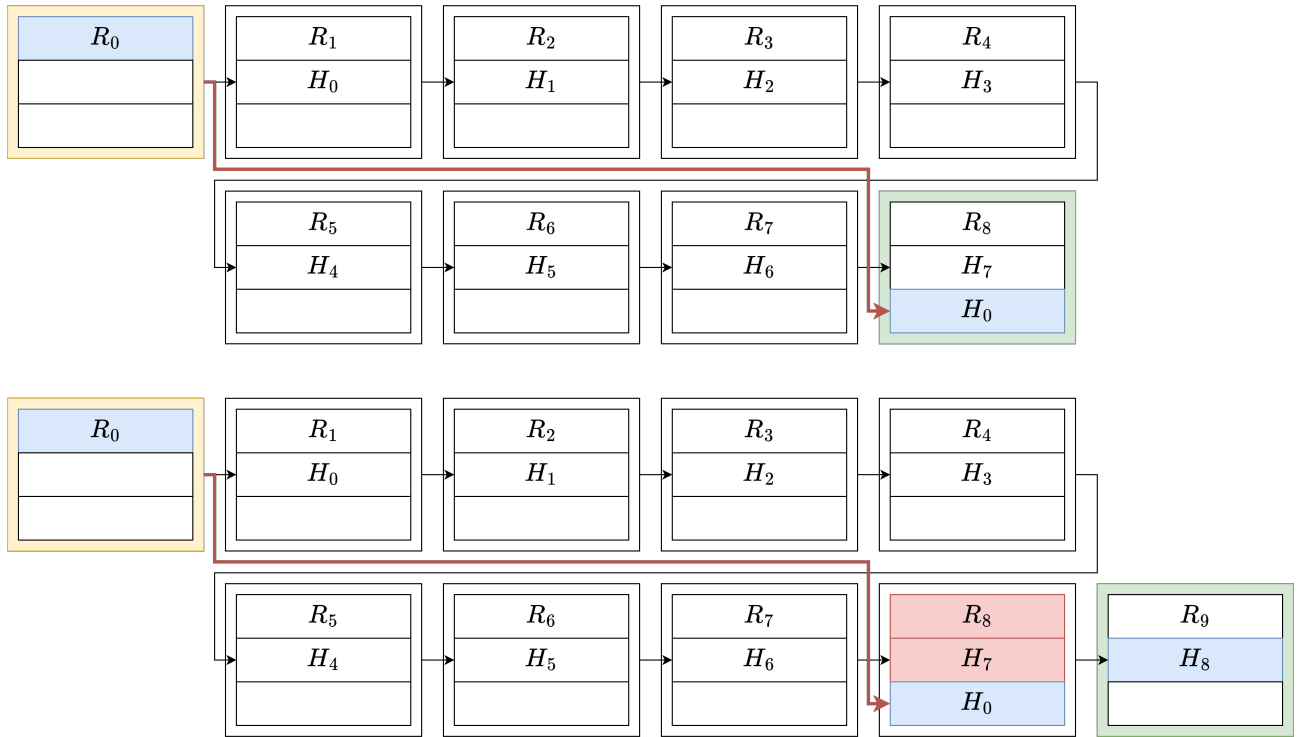 R₀ R₁ R₂ R₃ R₄
H₀ H₁ H₂ H₃
R₅ R₆ R₇ R₈
H₄ H₅ H₆ H₇
H₀
R₀ R₁ R₂ R₃ R₄
H₀ H₁ H₂ H₃
R₅ R₆ R₇ R₈ R₉
H₄ H₅ H₆ H₇ H₈
H₀